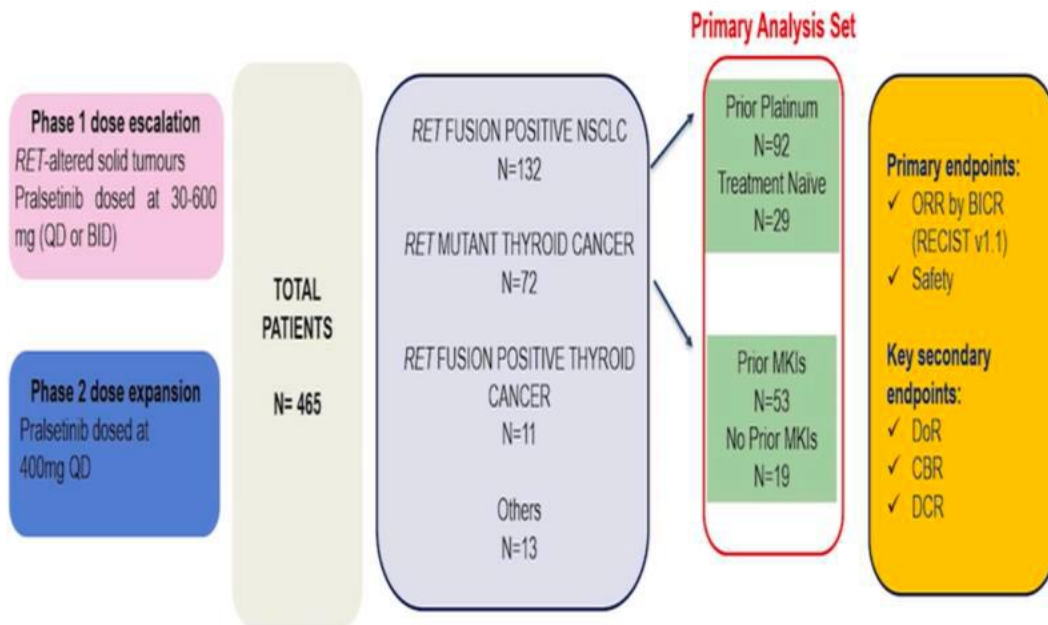 Primary Analysis Set
Phase 1 dose escalation
RET-altered solid tumours
Pralsetinib dosed at 30-600
mg (QD or BID)
Phase 2 dose expansion
Pralsetinib dosed at
400mg QD
TOTAL
PATIENTS
N= 465
RET FUSION POSITIVE NSCLC
N=132
RET MUTANT THYROID CANCER
N=72
RET FUSION POSITIVE THYROID
CANCER
N=11
Others
N=13
Prior Platinum
N=92
Treatment Naïve
N=29
Prior MKIs
N=53
No Prior MKIs
N=19
Primary endpoints:
✓ ORR by BICR
(RECIST v1.1)
✓ Safety
Key secondary
endpoints:
✓ DoR
✓ CBR
✓ DCR